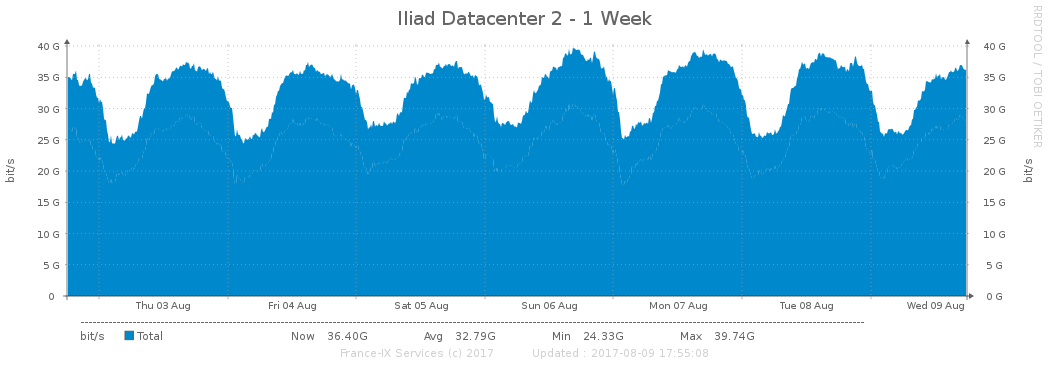 Iliad Datacenter 2 - 1 Week
RRDTOOL / TOBI OETIKER
40 G 40 G
35 G 35 G
30 G 30 G
25 G 25 G
20 G 20 G
15 G 15 G
10 G 10 G
5 G 5 G
0 0 G
bit/s bit/s
Thu 03 Aug Fri 04 Aug Sat 05 Aug Sun 06 Aug Mon 07 Aug Tue 08 Aug Wed 09 Aug
bit/s Total Now 36.40G Avg 32.79G Min 24.33G Max 39.74G
France-IX Services (c) 2017 Updated : 2017-08-09 17:55:08